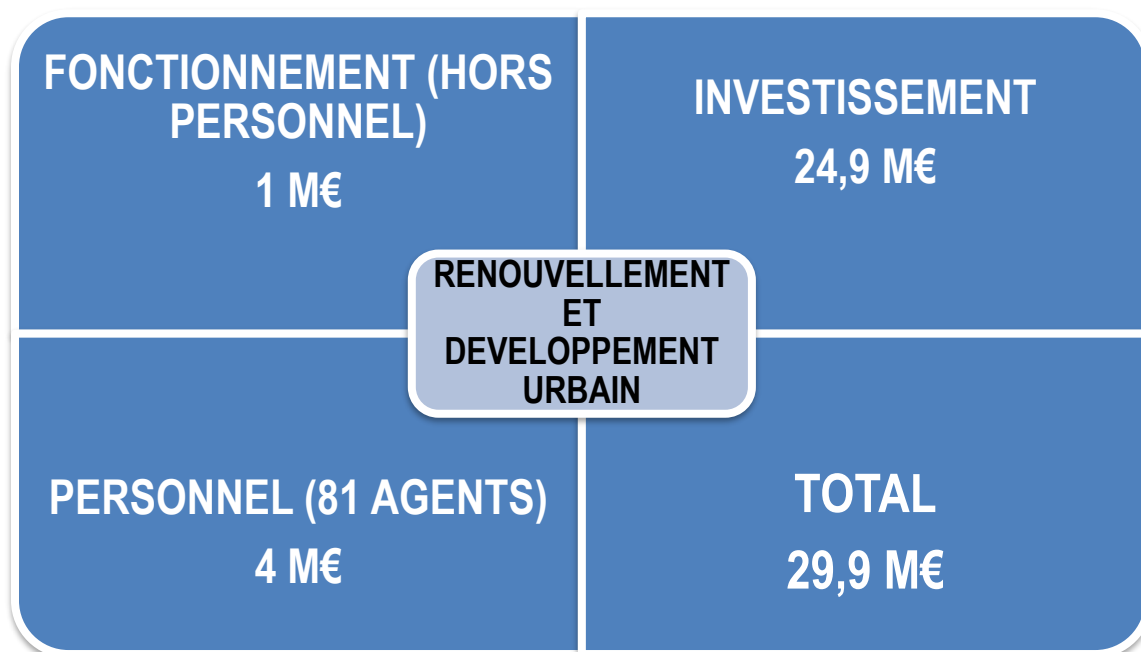 FONCTIONNEMENT (HORS
PERSONNEL)
1 M€
INVESTISSEMENT
24,9 M€
RENOUVELLEMENT
ET
DEVELOPPEMENT
URBAIN
PERSONNEL (81 AGENTS)
4 M€
TOTAL
29,9 M€